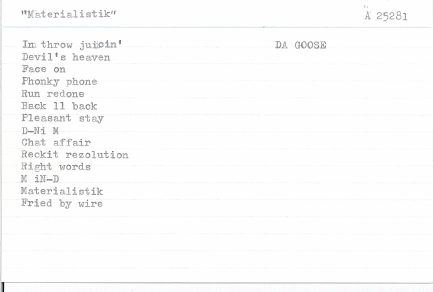 "Materialistik" A 25281
Im throw juicin' DA GOOSE
Devil's heaven
Face on
Phonky phone
Run redone
Back 11 back
Pleasant stay
D-Ni M
Chat affair
Reckit rezolution
Right words
M iN-D
Materialistik
Fried by wire